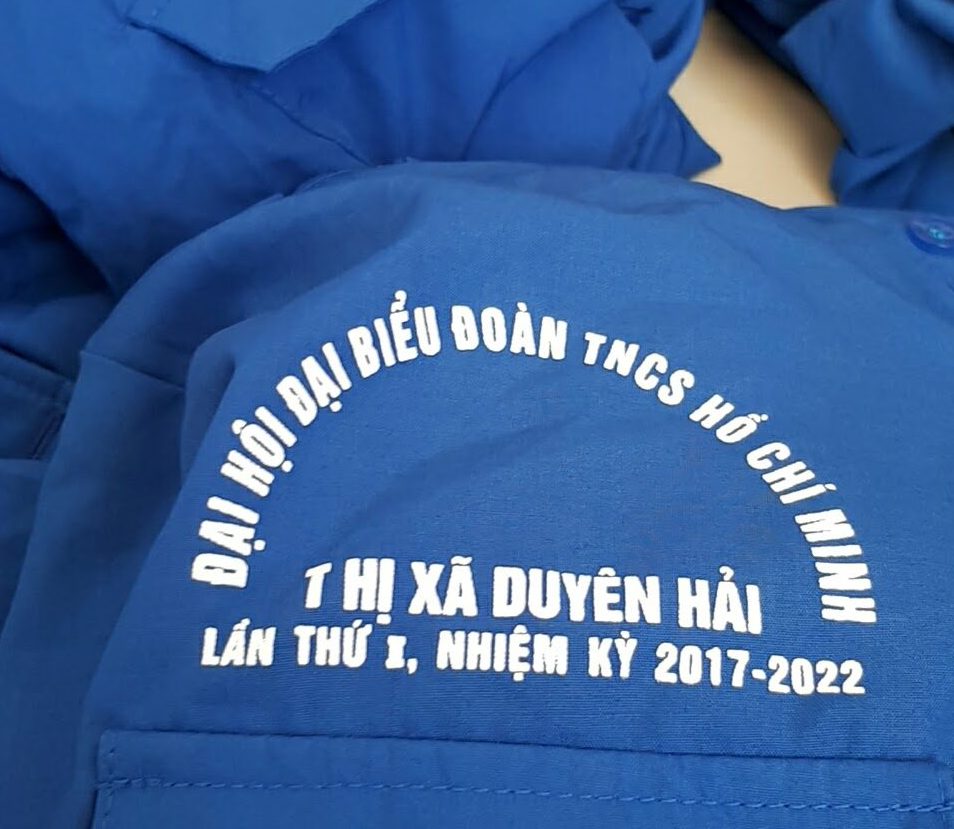 ĐẠI HỘI ĐẠI BIỂU ĐOÀN TNCS HỒ CHÍ MINH
THỊ XÃ DUYÊN HẢI
LẦN THỨ I, NHIỆM KỲ 2017-2022